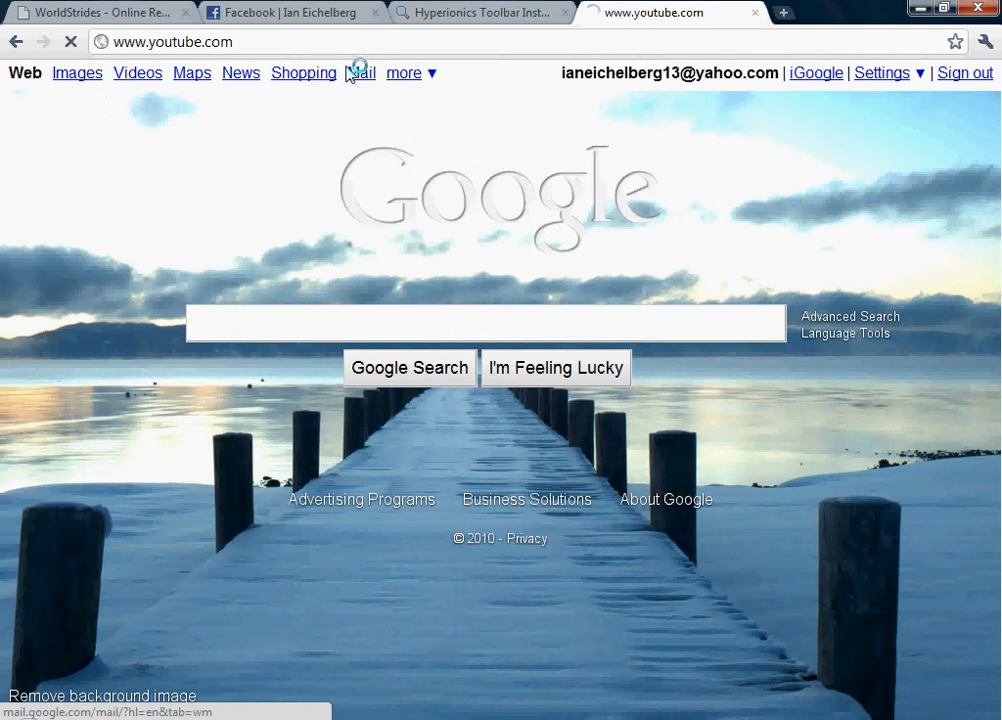 WorldStrides - Online Re...
Facebook | Ian Eichelberg
Hyperionics Toolbar Inst...
www.youtube.com
www.youtube.com
Web Images Videos Maps News Shopping Mail more ▼
ianeichelberg13@yahoo.com | iGoogle | Settings ▼ | Sign out
Google
Advanced Search
Language Tools
Google Search I'm Feeling Lucky
Advertising Programs Business Solutions About Google
© 2010 - Privacy
Remove background image
mail.google.com/mail/?hl=en&tab=wm